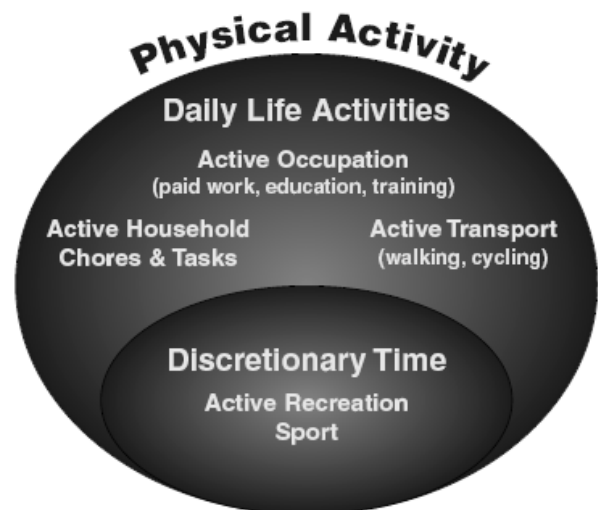 Physical Activity
Daily Life Activities
Active Occupation
(paid work, education, training)
Active Household
Chores & Tasks
Active Transport
(walking, cycling)
Discretionary Time
Active Recreation
Sport